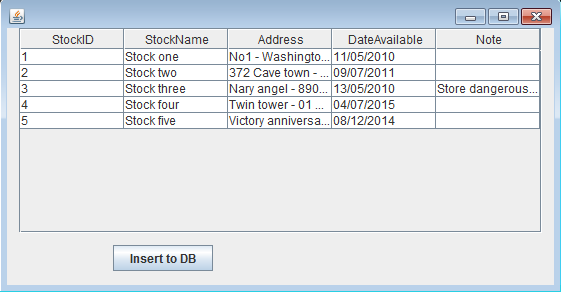 StockID StockName Address DateAvailable Note
1 Stock one No1 - Washingto... 11/05/2010
2 Stock two 372 Cave town - ... 09/07/2011
3 Stock three Nary angel - 890... 13/05/2010 Store dangerous...
4 Stock four Twin tower - 01 ... 04/07/2015
5 Stock five Victory anniversa... 08/12/2014
Insert to DB